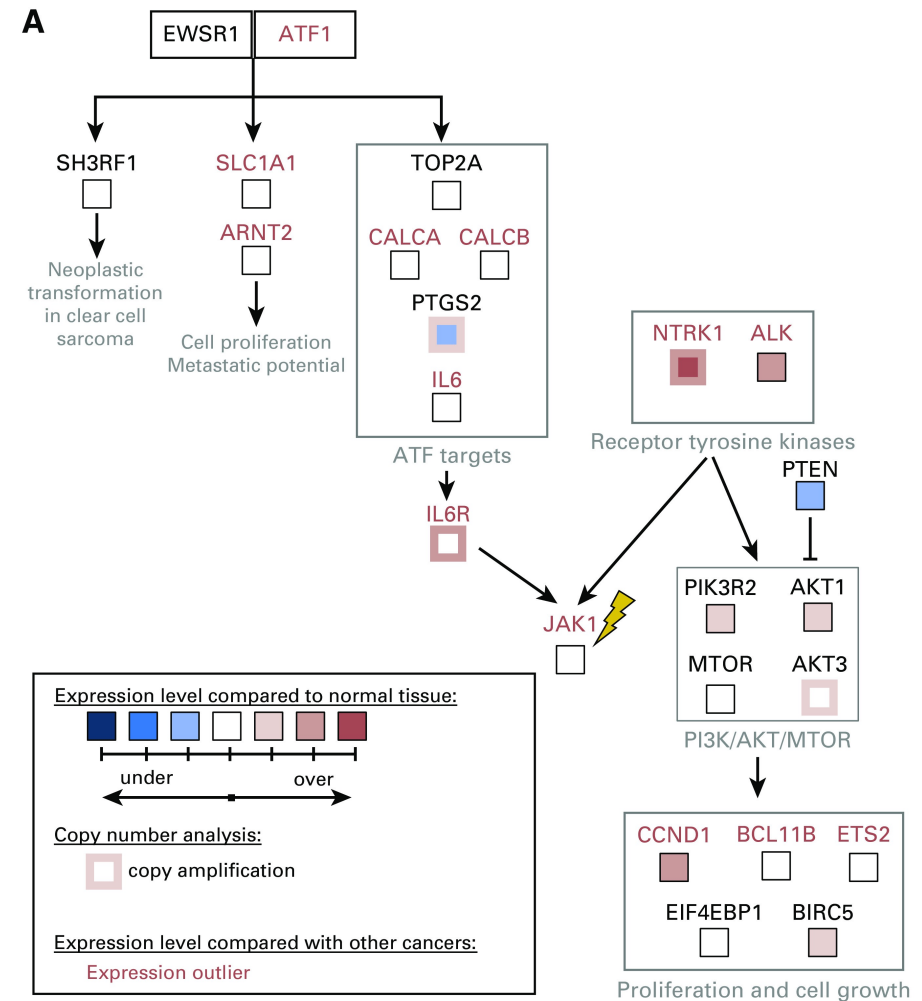 A
EWSR1 ATF1
SH3RF1
SLC1A1
TOP2A
ARNT2
CALCA CALCB
Neoplastic
transformation
in clear cell
sarcoma
PTGS2
Cell proliferation
Metastatic potential
IL6
NTRK1 ALK
ATF targets
Receptor tyrosine kinases
PTEN
IL6R
PIK3R2 AKT1
JAK1
MTOR AKT3
PI3K/AKT/MTOR
Expression level compared to normal tissue:
under over
Copy number analysis:
copy amplification
Expression level compared with other cancers:
Expression outlier
CCND1 BCL11B ETS2
EIF4EBP1 BIRC5
Proliferation and cell growth